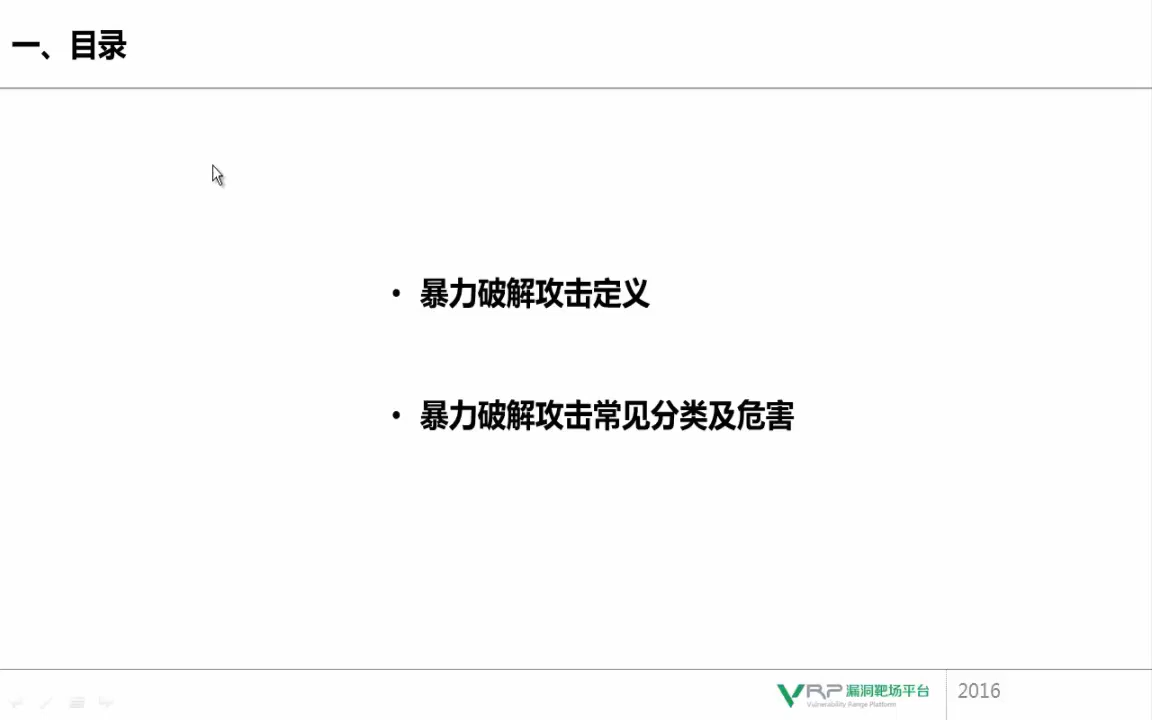 一、目录
• 暴力破解攻击定义
• 暴力破解攻击常见分类及危害
VRP 漏洞靶场平台
Vulnerability Range Platform
2016